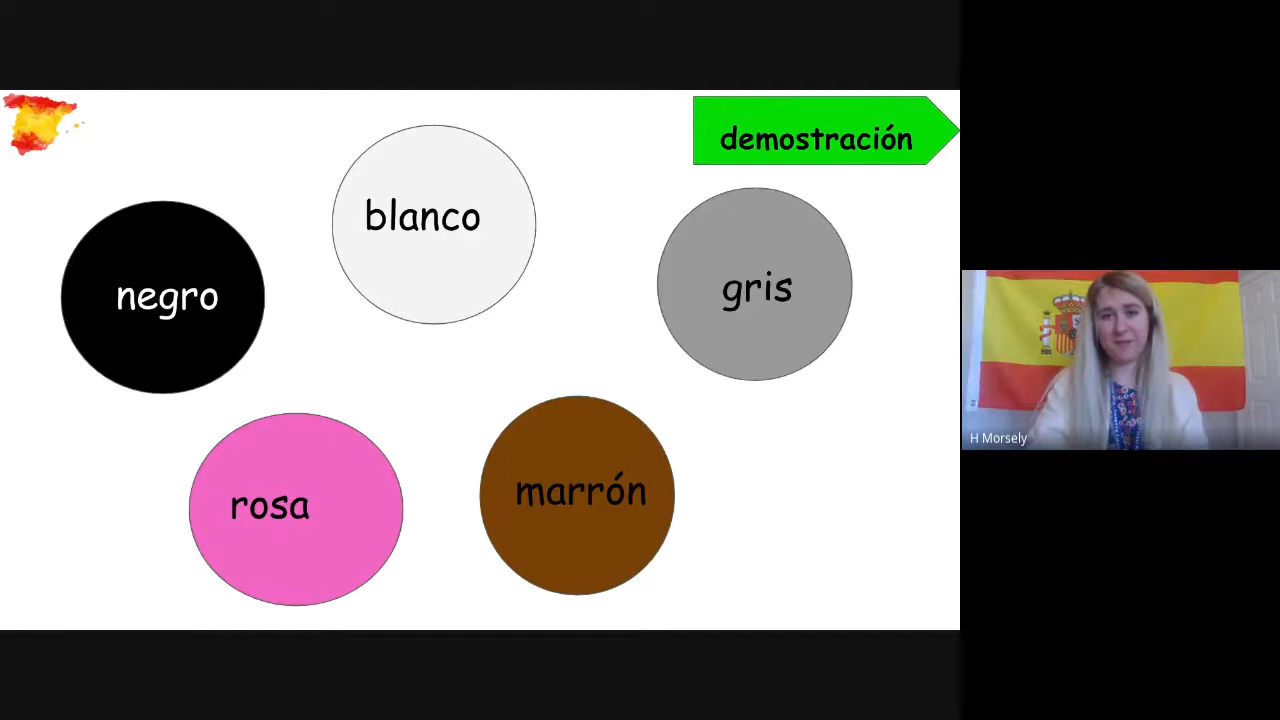 demostración
blanco
negro
gris
rosa
marrón
H Morsely